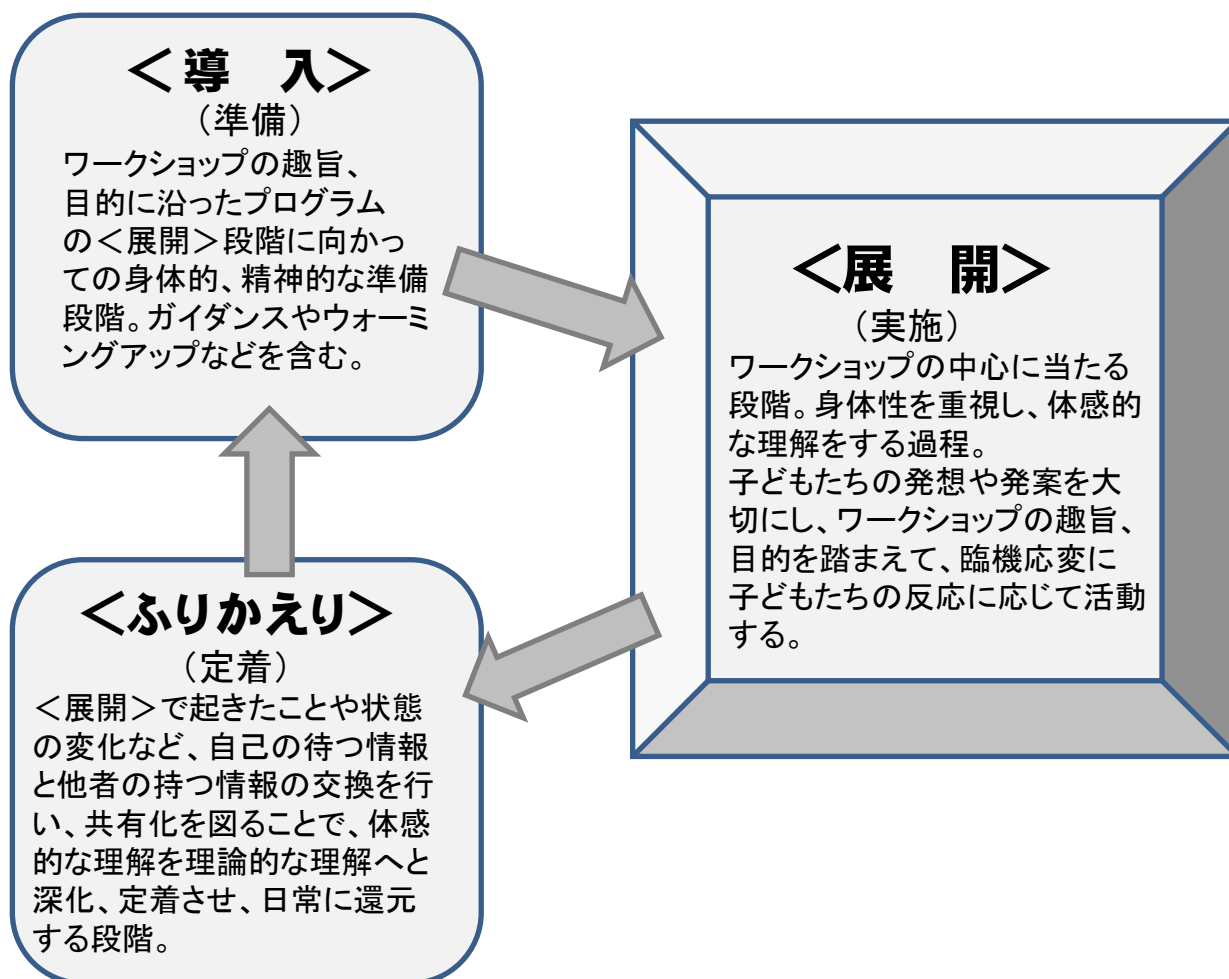 ＜導　入＞
（準備）
ワークショップの趣旨、
目的に沿ったプログラム
の＜展開＞段階に向かっ
ての身体的、精神的な準備
段階。ガイダンスやウォーミ
ングアップなどを含む。
＜展　開＞
（実施）
ワークショップの中心に当たる
段階。身体性を重視し、体感的
な理解をする過程。
子どもたちの発想や発案を大
切にし、ワークショップの趣旨、
目的を踏まえて、臨機応変に
子どもたちの反応に応じて活動
する。
＜ふりかえり＞
（定着）
＜展開＞で起きたことや状態
の変化など、自己の待つ情報
と他者の持つ情報の交換を行
い、共有化を図ることで、体感
的な理解を理論的な理解へと
深化、定着させ、日常に還元
する段階。